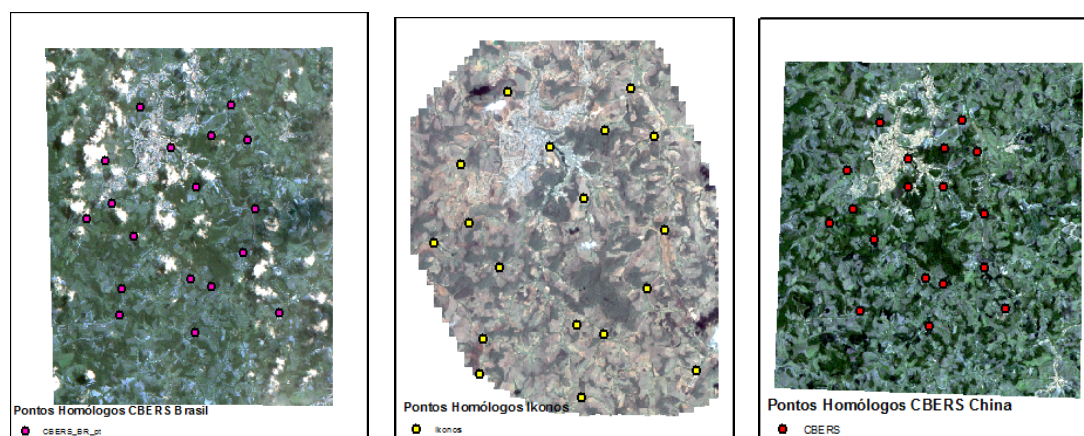 Pontos Homólogos CBERS Brasil
CBERS_BR_pt
Pontos Homólogos Ikonos
Ikonos
Pontos Homólogos CBERS China
CBERS